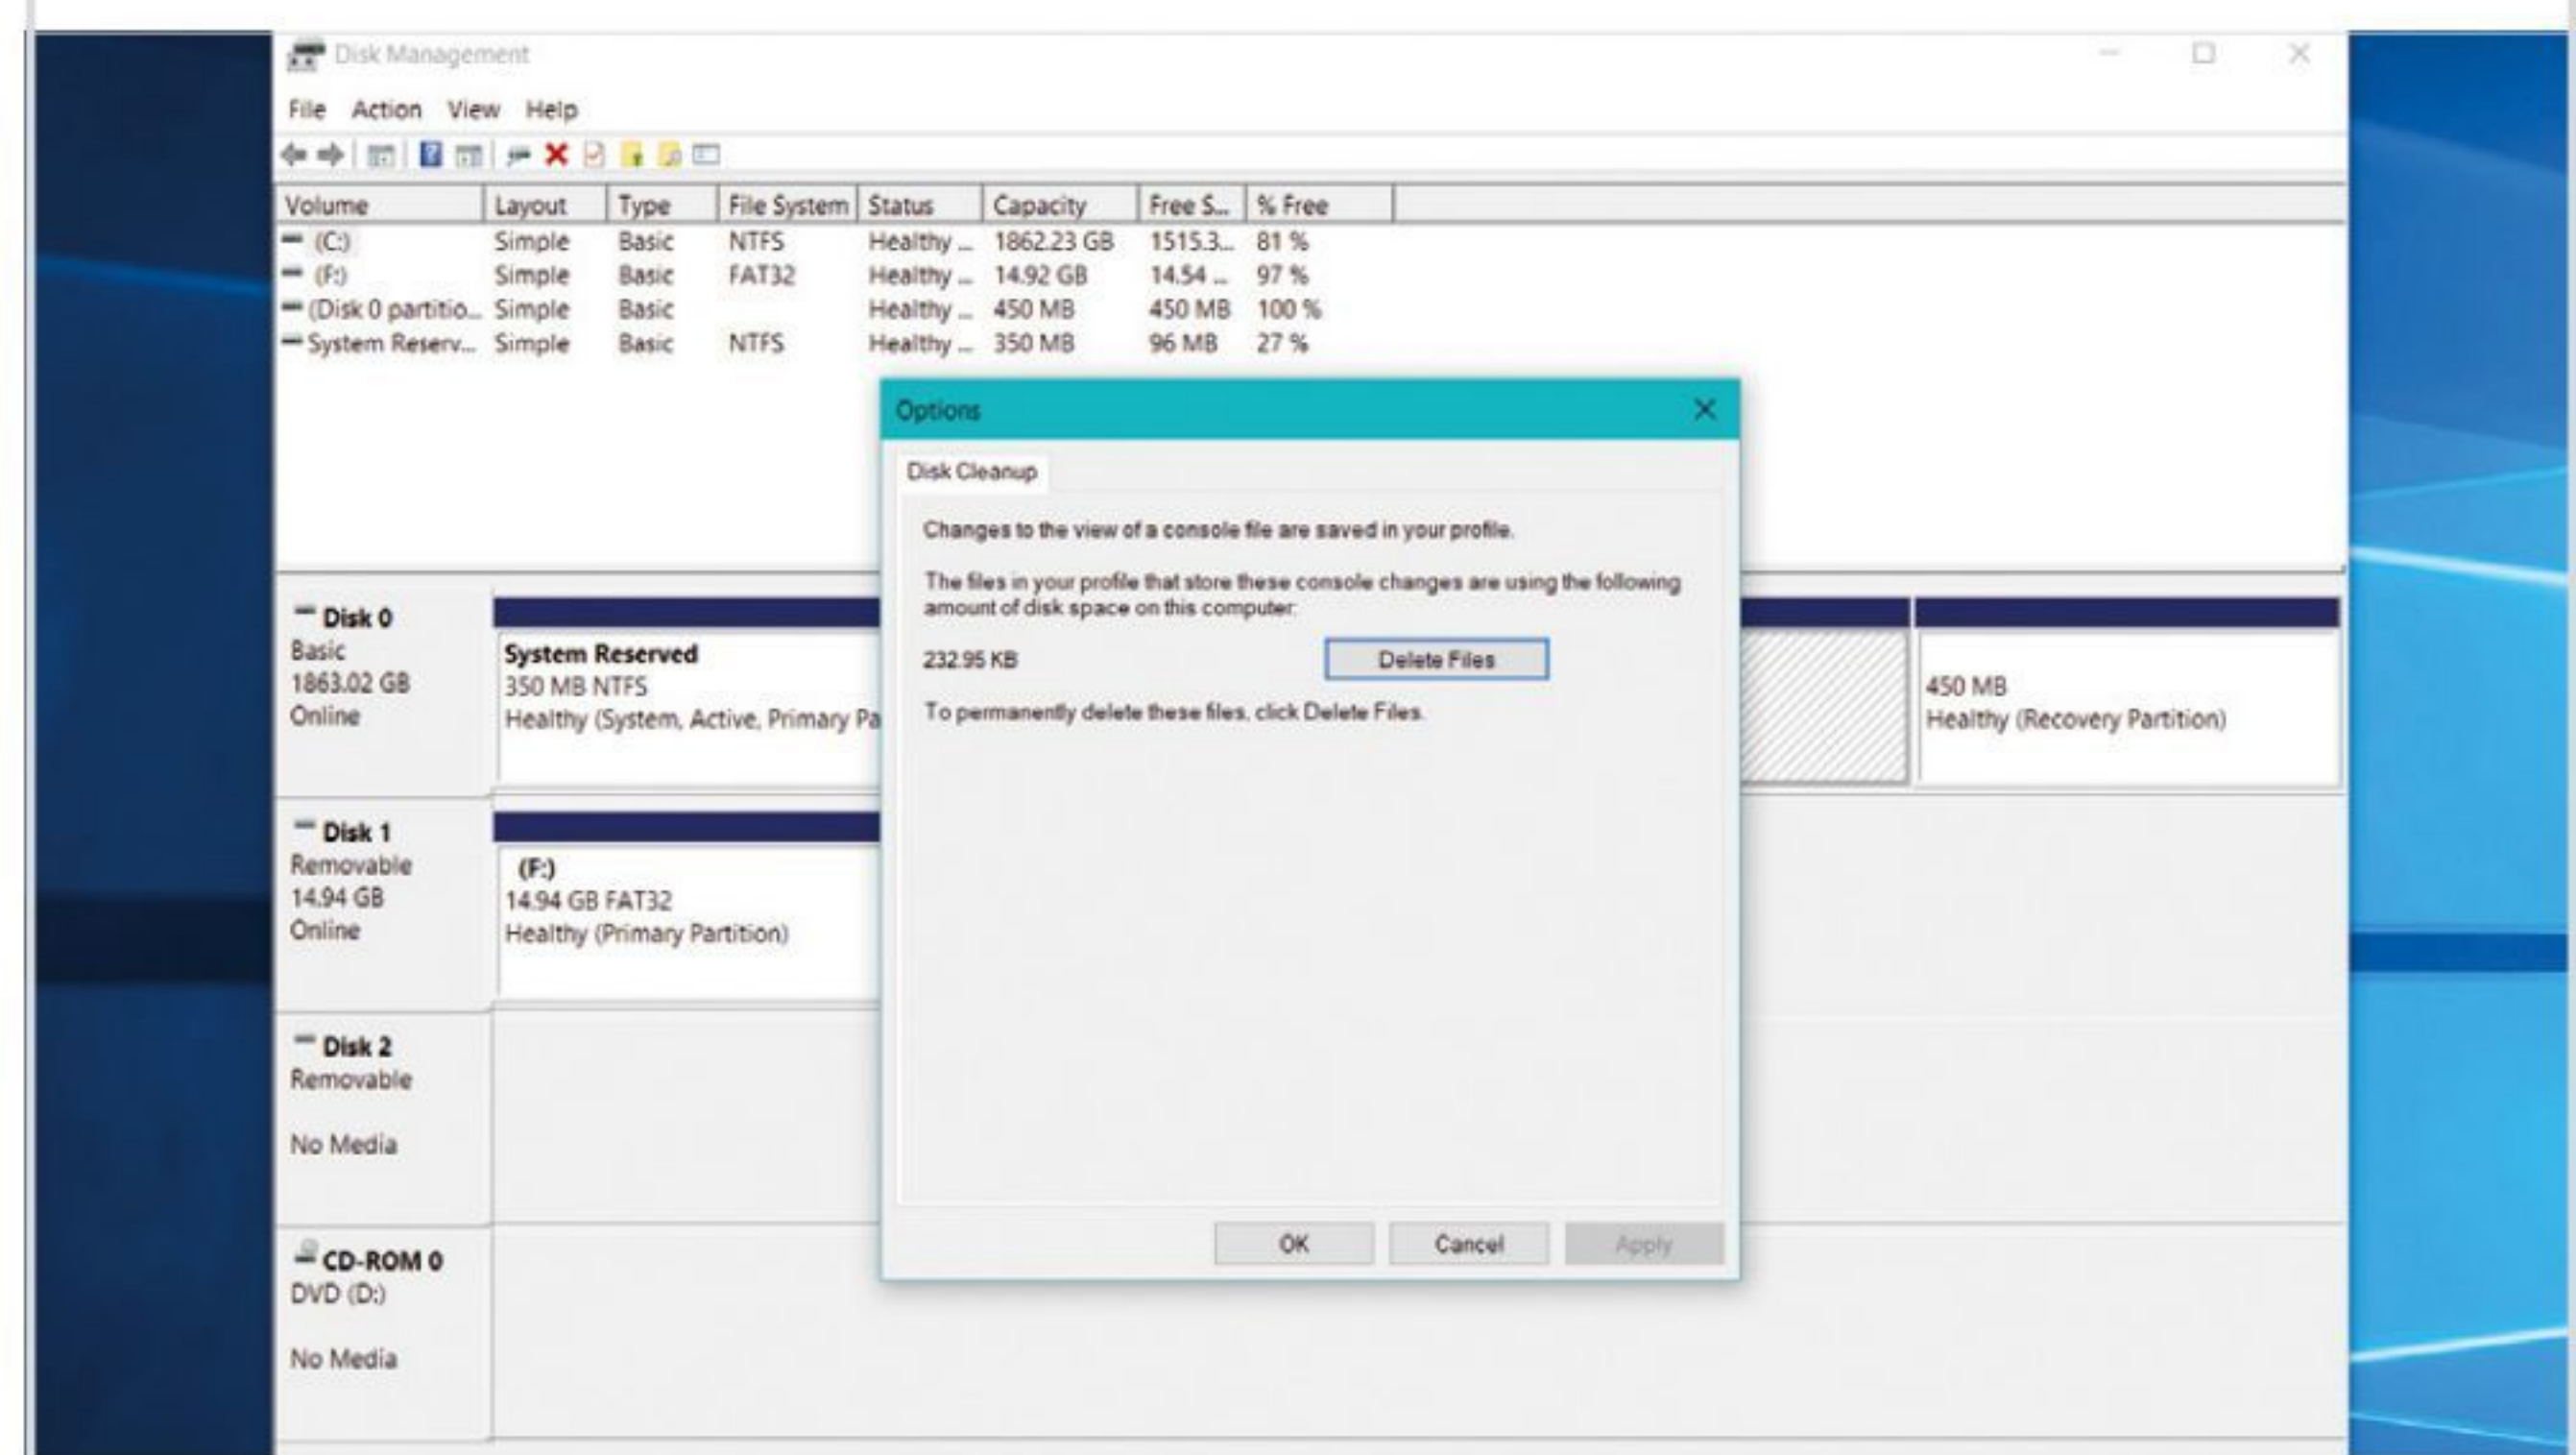 Disk Management
File Action View Help
Volume Layout Type File System Status Capacity Free S... % Free
(C:) Simple Basic NTFS Healthy ... 1862.23 GB 1515.3... 81 %
(F:) Simple Basic FAT32 Healthy ... 14.92 GB 14.54 ... 97 %
(Disk 0 partitio... Simple Basic Healthy ... 450 MB 450 MB 100 %
System Reserv... Simple Basic NTFS Healthy ... 350 MB 96 MB 27 %
Options
Disk Cleanup
Changes to the view of a console file are saved in your profile.
The files in your profile that store these console changes are using the following
amount of disk space on this computer:
232.95 KB Delete Files
To permanently delete these files, click Delete Files.
OK Cancel Apply
Disk 0
Basic
1863.02 GB
Online
System Reserved
350 MB NTFS
Healthy (System, Active, Primary Pa
450 MB
Healthy (Recovery Partition)
Disk 1
Removable
14.94 GB
Online
(F:)
14.94 GB FAT32
Healthy (Primary Partition)
Disk 2
Removable
No Media
CD-ROM 0
DVD (D:)
No Media